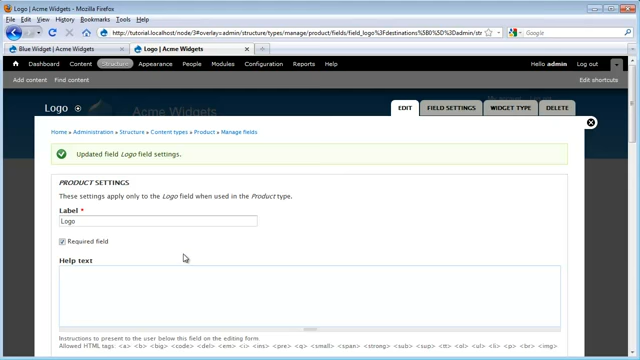 Logo | Acme Widgets - Mozilla Firefox
File Edit View History Bookmarks Tools Help
http://tutorial.localhost/node/3#overlay=admin/structure/types/manage/product/fields/field_logo%3Fdestinations%5B0%5D%3Dadmin/str
Google
Blue Widget | Acme Widgets
Logo | Acme Widgets
Dashboard Content Structure Appearance People Modules Configuration Reports Help
Hello admin Log out
Add content Find content
Edit shortcuts
Log out
Logo
Acme Widgets
EDIT FIELD SETTINGS WIDGET TYPE DELETE
Home » Administration » Structure » Content types » Product » Manage fields
Updated field Logo field settings.
PRODUCT SETTINGS
These settings apply only to the Logo field when used in the Product type.
Label *
Logo
Required field
Help text
Instructions to present to the user below this field on the editing form.
Allowed HTML tags: <a> <b> <big> <code> <del> <em> <i> <ins> <pre> <q> <small> <span> <strong> <sub> <sup> <tt> <ol> <ul> <li> <p> <br> <img>